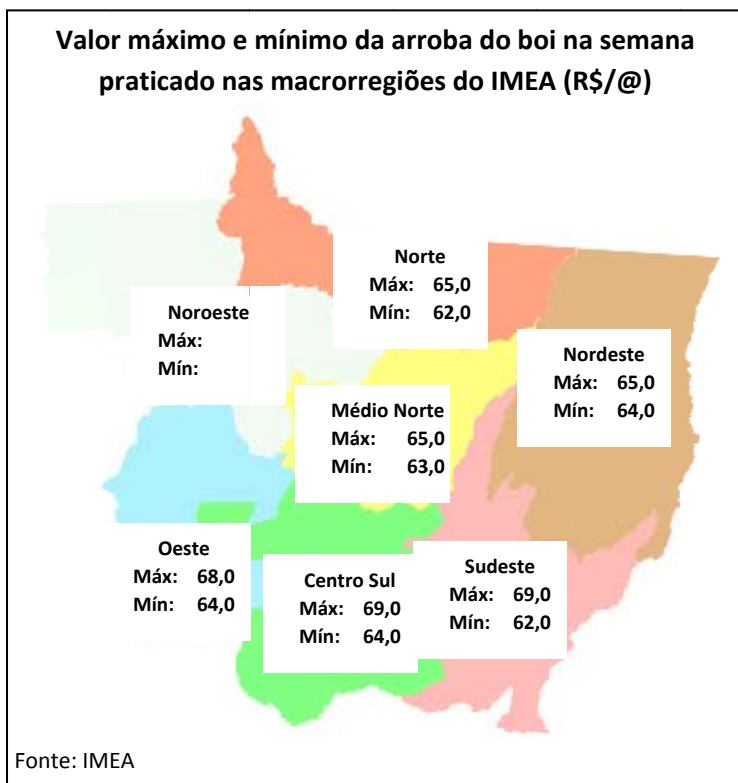 Valor máximo e mínimo da arroba do boi na semana
praticado nas macrorregiões do IMEA (R$/@)
Norte
Máx: 65,0
Mín: 62,0
Noroeste
Máx:
Mín:
Nordeste
Máx: 65,0
Mín: 64,0
Médio Norte
Máx: 65,0
Mín: 63,0
Oeste
Máx: 68,0
Mín: 64,0
Centro Sul
Máx: 69,0
Mín: 64,0
Sudeste
Máx: 69,0
Mín: 62,0
Fonte: IMEA